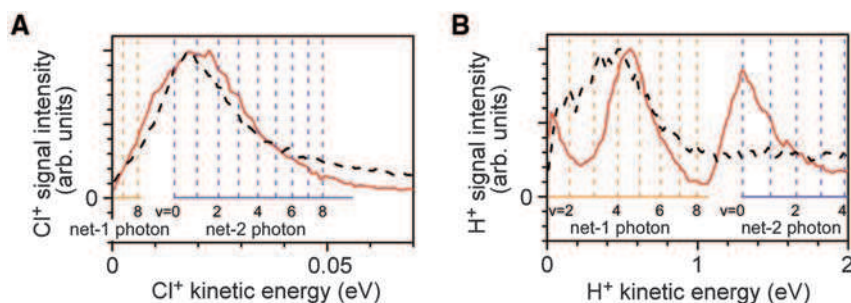 A
Cl⁺ signal intensity
(arb. units)
0
8 v=0 2 4 6 8
net-1 photon net-2 photon
0 0.05
Cl⁺ kinetic energy (eV)
B
H⁺ signal intensity
(arb. units)
0
v=2 4 6 8 v=0 2 4
net-1 photon net-2 photon
0 1 2
H⁺ kinetic energy (eV)